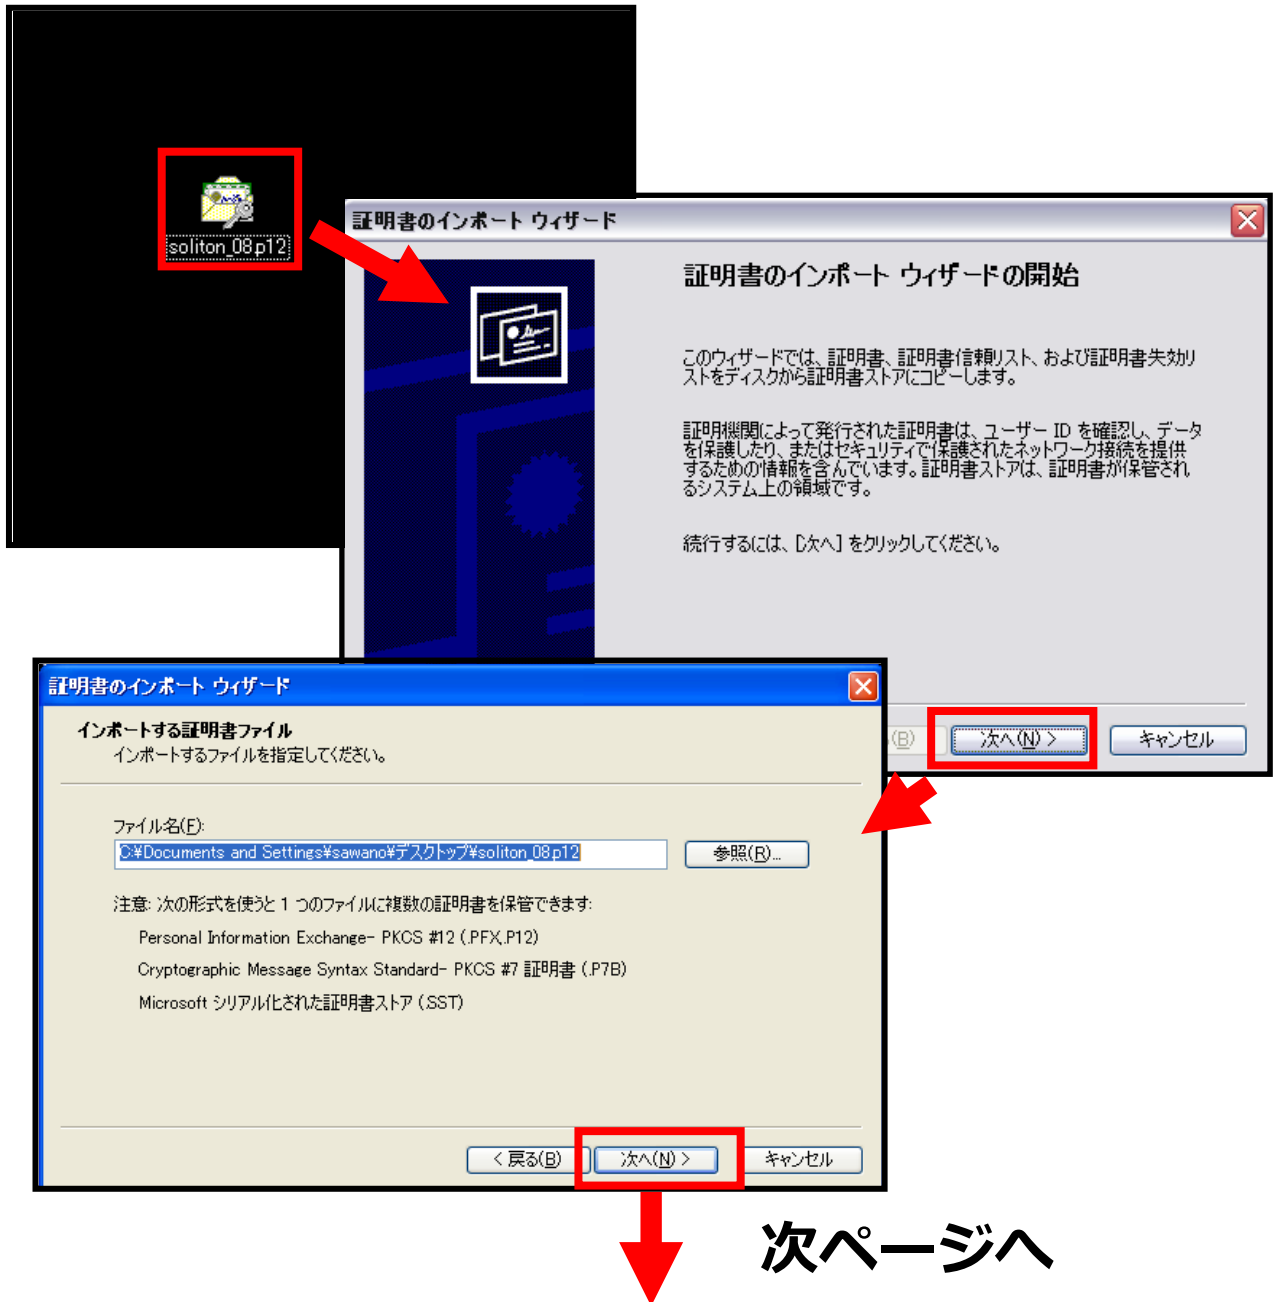 soliton_08.p12
証明書のインポート ウィザード
証明書のインポート ウィザードの開始
このウィザードでは、証明書、証明書信頼リスト、および証明書失効リ
ストをディスクから証明書ストアにコピーします。
証明機関によって発行された証明書は、ユーザー ID を確認し、データ
を保護したり、またはセキュリティで保護されたネットワーク接続を提供
するための情報を含んでいます。証明書ストアは、証明書が保管され
るシステム上の領域です。
続行するには、[次へ] をクリックしてください。
(B)
次へ(N) >
キャンセル
証明書のインポート ウィザード
インポートする証明書ファイル
インポートするファイルを指定してください。
ファイル名(F):
C:¥Documents and Settings¥sawano¥デスクトップ¥soliton_08.p12
参照(R)...
注意: 次の形式を使うと 1 つのファイルに複数の証明書を保管できます:
Personal Information Exchange- PKCS #12 (.PFX,.P12)
Cryptographic Message Syntax Standard- PKCS #7 証明書 (.P7B)
Microsoft シリアル化された証明書ストア (.SST)
< 戻る(B)
次へ(N) >
キャンセル
次ページへ